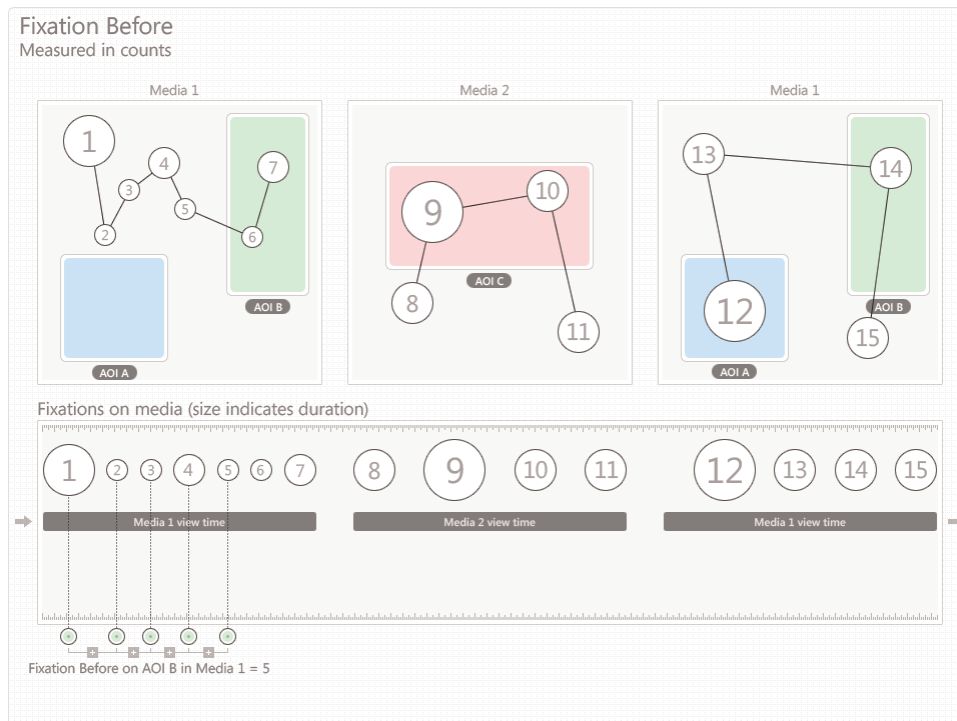 Fixation Before
Measured in counts
Media 1
Media 2
Media 1
1
2
3
4
5
6
7
AOI B
AOI A
9
10
AOI C
8
11
13
14
12
AOI B
15
AOI A
Fixations on media (size indicates duration)
1 2 3 4 5 6 7 8 9 10 11 12 13 14 15
Media 1 view time
Media 2 view time
Media 1 view time
+ + + +
Fixation Before on AOI B in Media 1 = 5